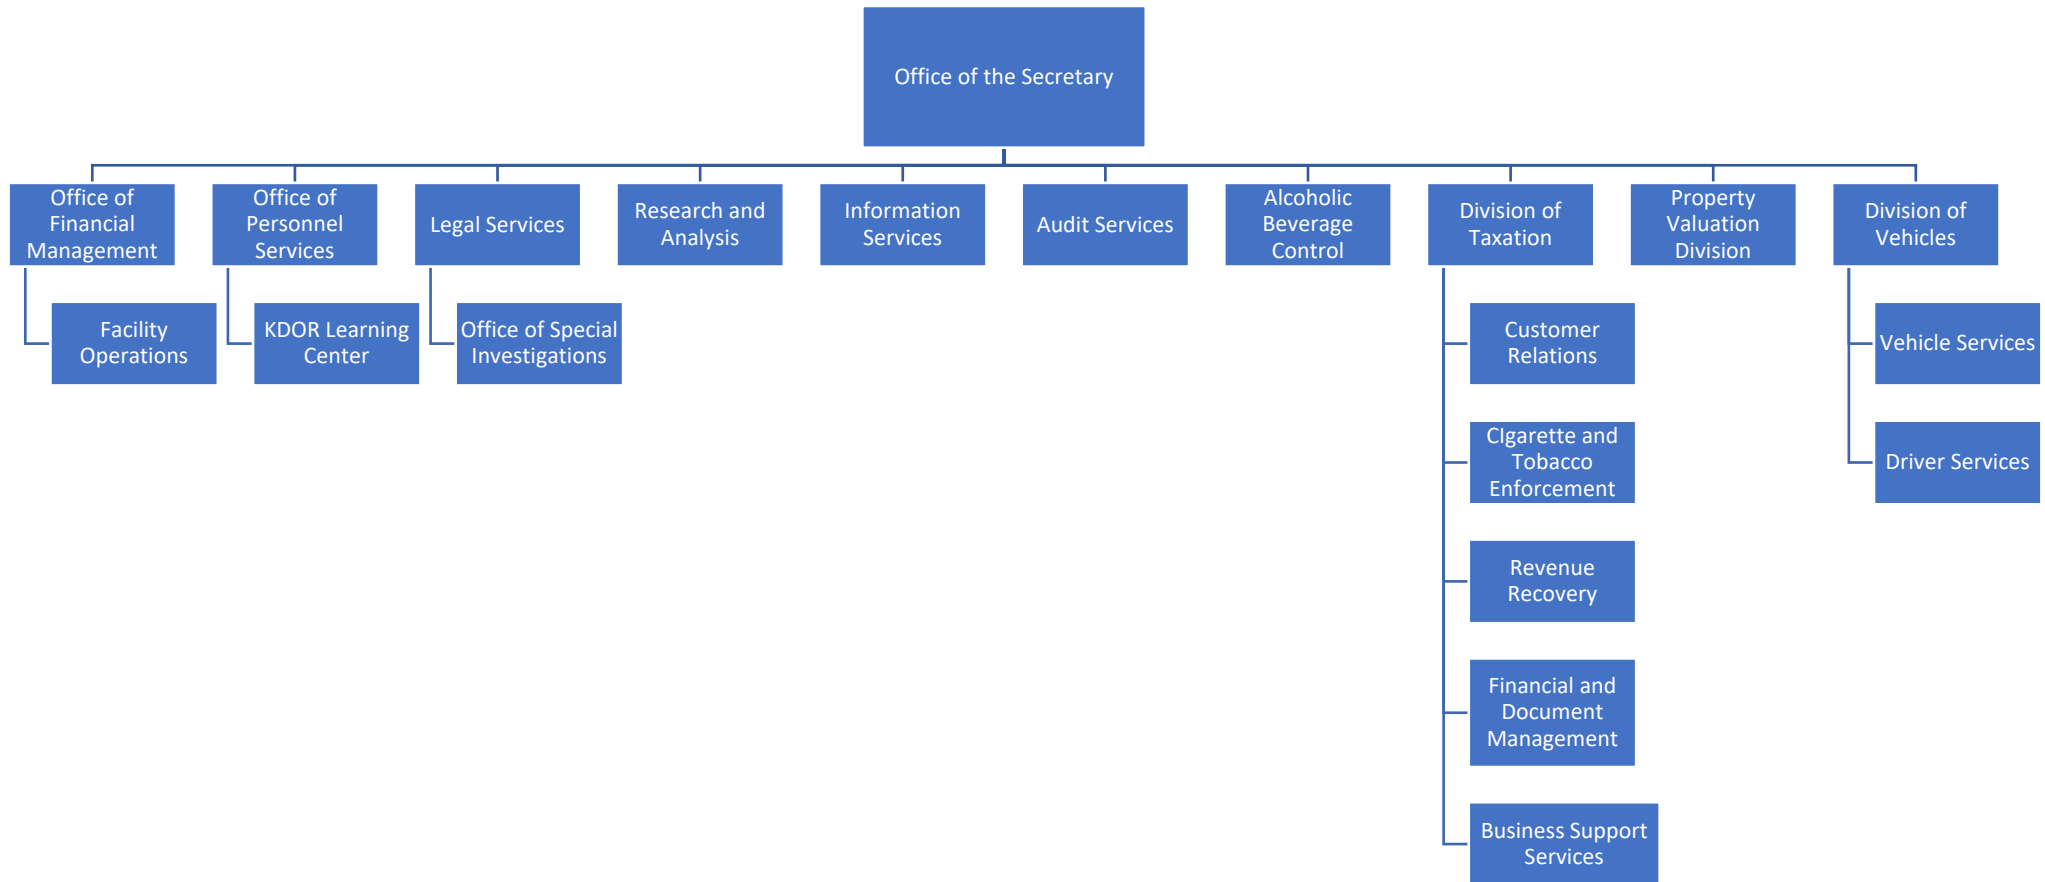 Office of the Secretary
Office of
Financial
Management
Office of
Personnel
Services
Legal Services
Research and
Analysis
Information
Services
Audit Services
Alcoholic
Beverage
Control
Division of
Taxation
Property
Valuation
Division
Division of
Vehicles
Facility
Operations
KDOR Learning
Center
Office of Special
Investigations
Customer
Relations
CIgarette and
Tobacco
Enforcement
Revenue
Recovery
Financial and
Document
Management
Business Support
Services
Vehicle Services
Driver Services